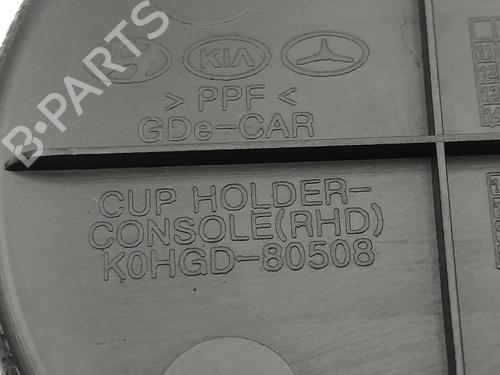 KIA
> PPF <
GDe-CAR
CUP HOLDER-
CONSOLE(RHD)
K0HGD-80508
B-PARTS